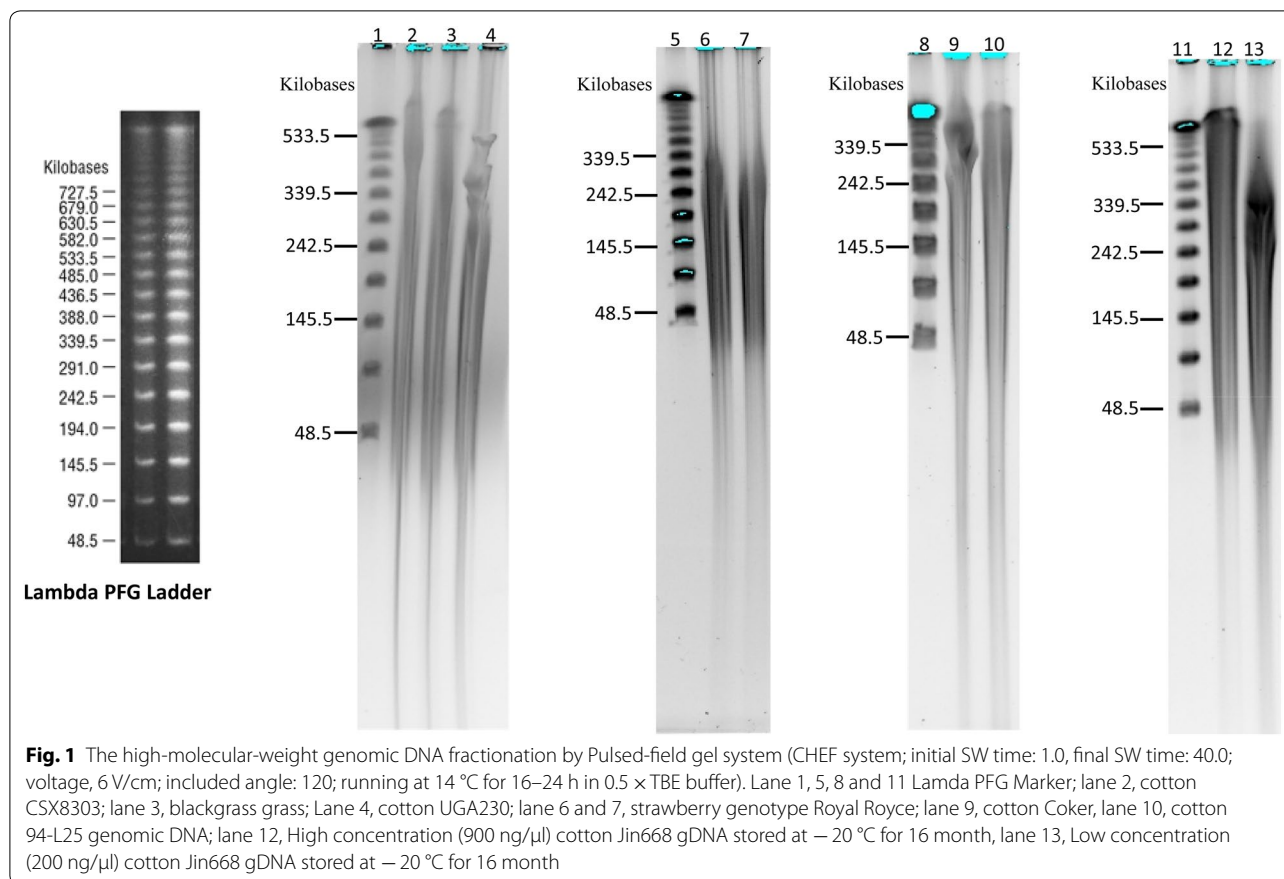 Kilobases
727.5
679.0
630.5
582.0
533.5
485.0
436.5
388.0
339.5
291.0
242.5
194.0
145.5
97.0
48.5
Lambda PFG Ladder
1 2 3 4
Kilobases
533.5
339.5
242.5
145.5
48.5
5 6 7
Kilobases
339.5
242.5
145.5
48.5
8 9 10
Kilobases
339.5
242.5
145.5
48.5
11 12 13
Kilobases
533.5
339.5
242.5
145.5
48.5
Fig. 1 The high-molecular-weight genomic DNA fractionation by Pulsed-field gel system (CHEF system; initial SW time: 1.0, final SW time: 40.0;
voltage, 6 V/cm; included angle: 120; running at 14 °C for 16–24 h in 0.5 × TBE buffer). Lane 1, 5, 8 and 11 Lamda PFG Marker; lane 2, cotton
CSX8303; lane 3, blackgrass grass; Lane 4, cotton UGA230; lane 6 and 7, strawberry genotype Royal Royce; lane 9, cotton Coker, lane 10, cotton
94-L25 genomic DNA; lane 12, High concentration (900 ng/µl) cotton Jin668 gDNA stored at − 20 °C for 16 month, lane 13, Low concentration
(200 ng/µl) cotton Jin668 gDNA stored at − 20 °C for 16 month